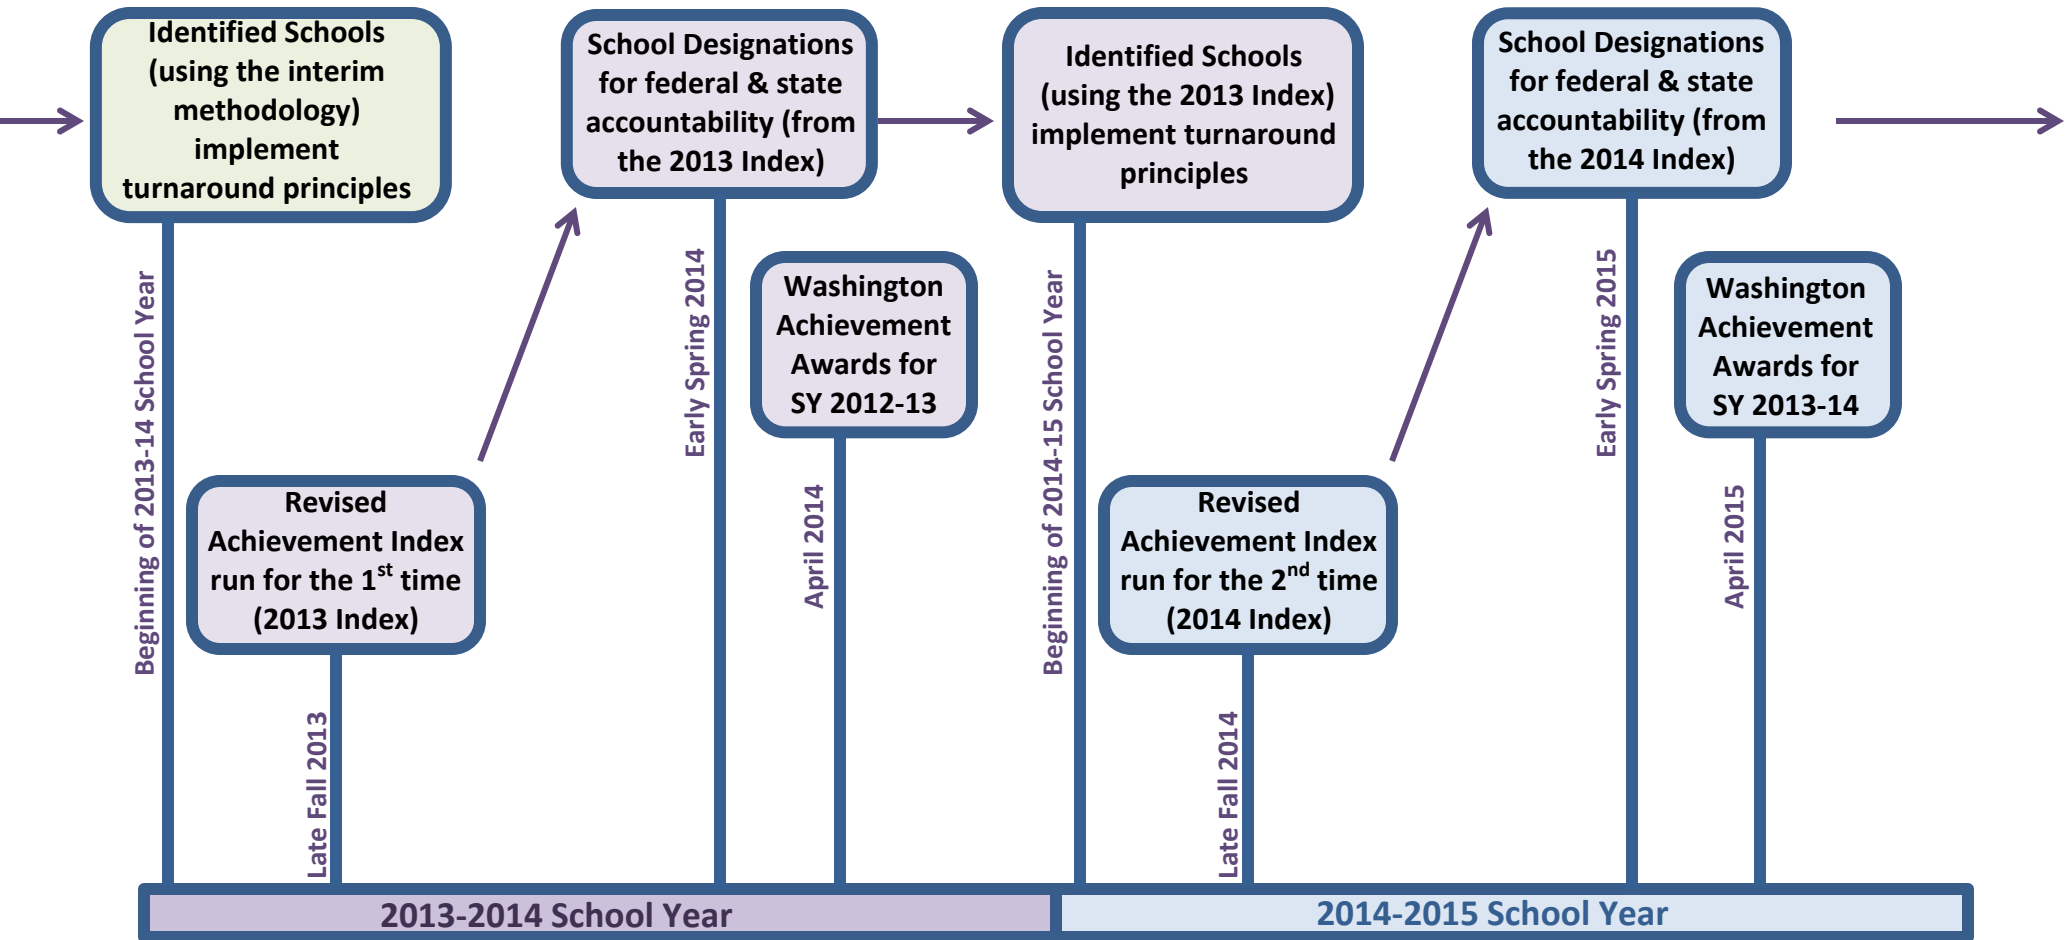 Identified Schools
(using the interim
methodology)
implement
turnaround principles
Beginning of 2013-14 School Year
Revised
Achievement Index
run for the 1st time
(2013 Index)
Late Fall 2013
School Designations
for federal & state
accountability (from
the 2013 Index)
Early Spring 2014
Washington
Achievement
Awards for
SY 2012-13
April 2014
Identified Schools
(using the 2013 Index)
implement turnaround
principles
Beginning of 2014-15 School Year
Revised
Achievement Index
run for the 2nd time
(2014 Index)
Late Fall 2014
School Designations
for federal & state
accountability (from
the 2014 Index)
Early Spring 2015
Washington
Achievement
Awards for
SY 2013-14
April 2015
2013-2014 School Year
2014-2015 School Year